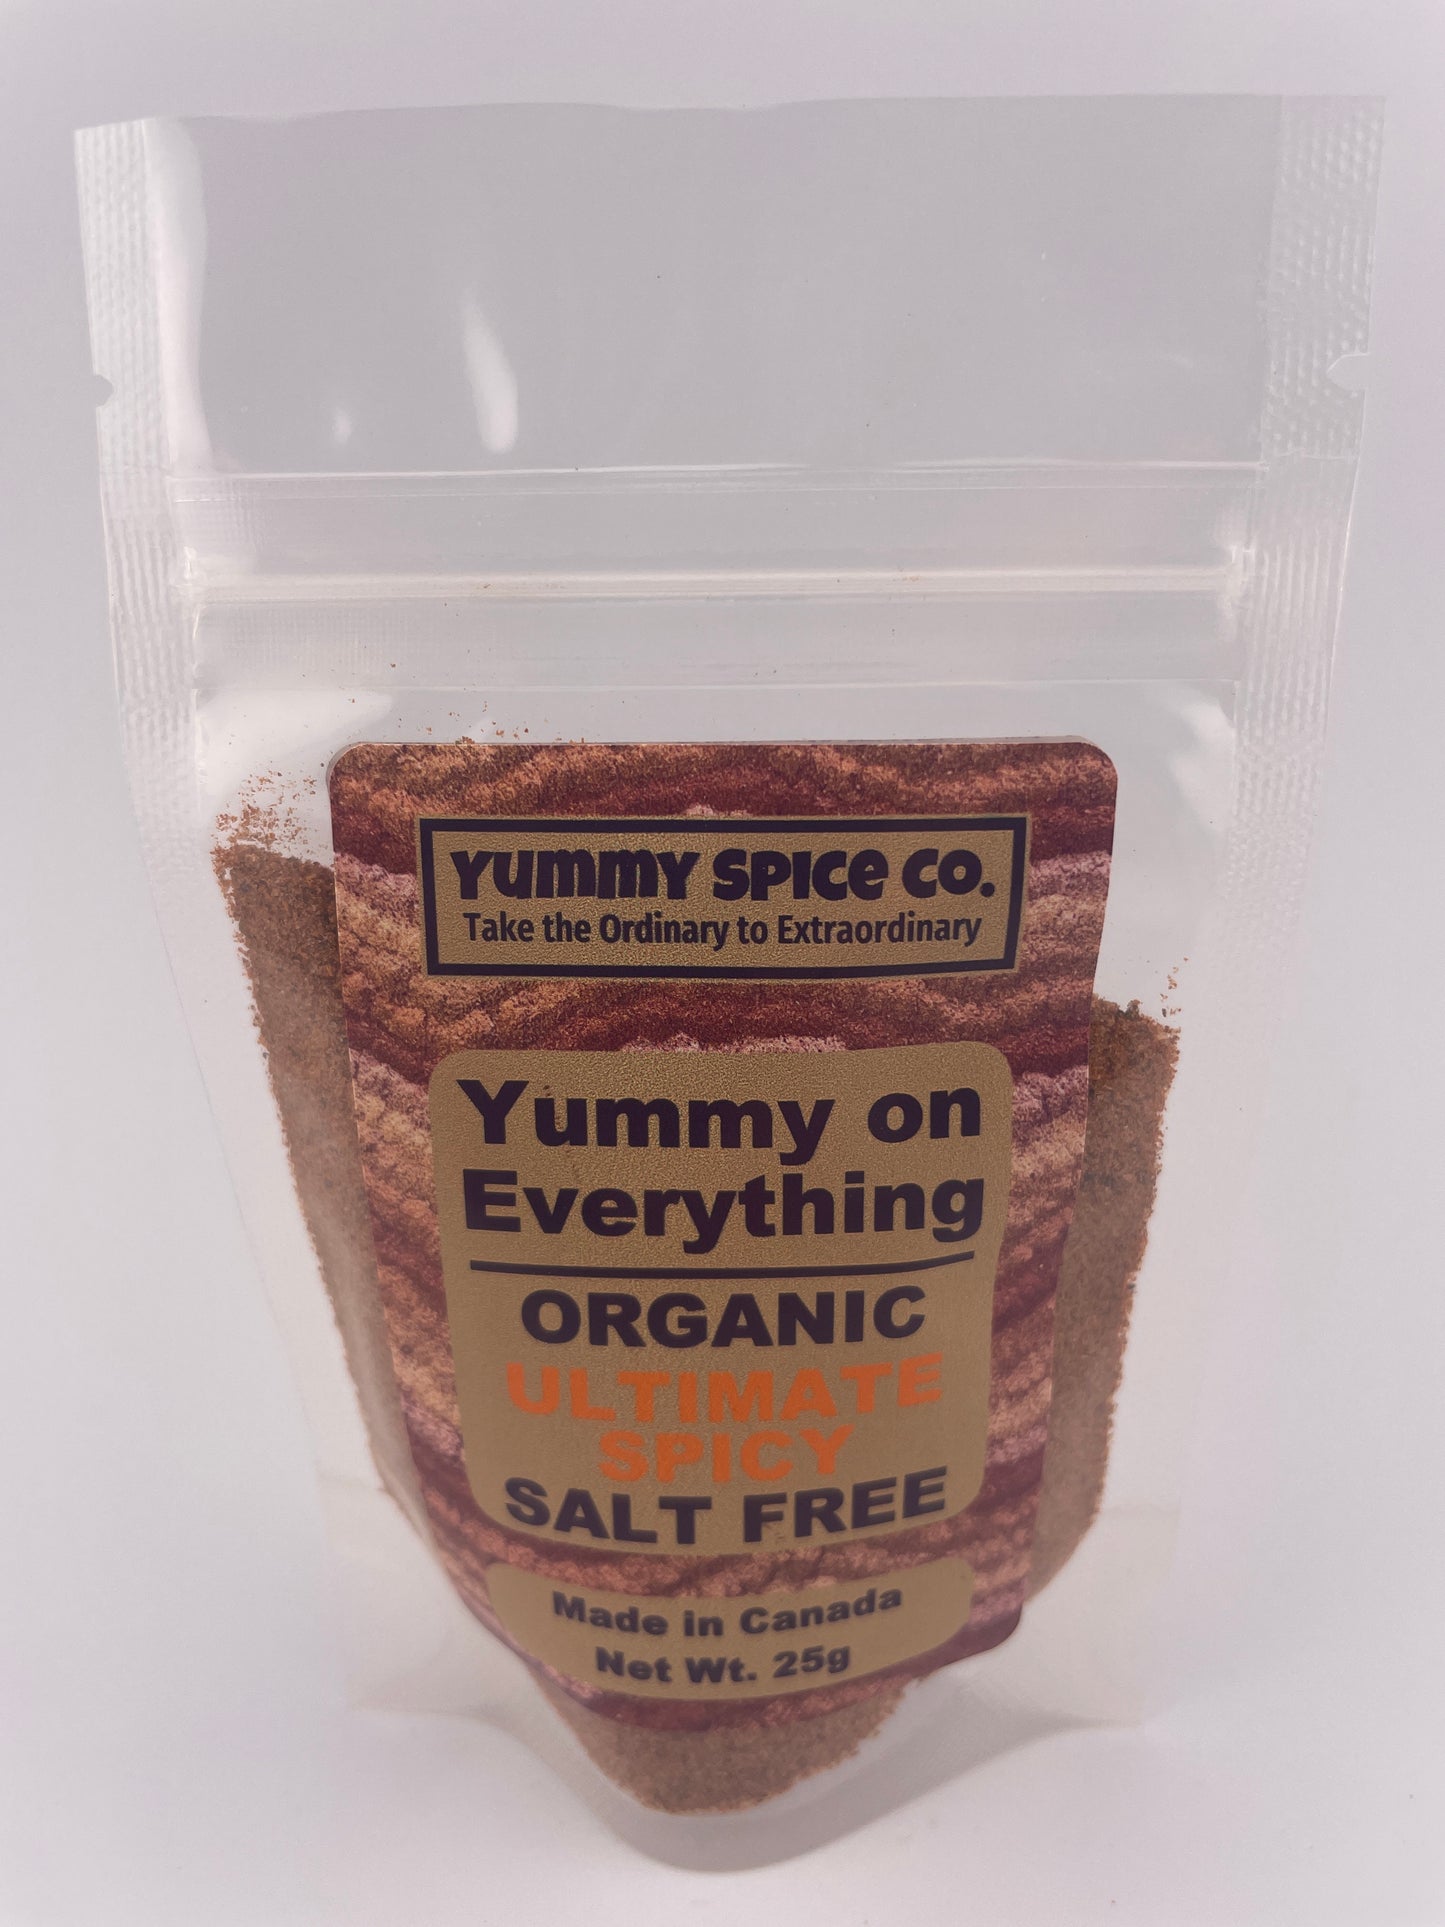 YUMMY SPICE CO.
Take the Ordinary to Extraordinary
Yummy on
Everything
ORGANIC
ULTIMATE
SPICY
SALT FREE
Made in Canada
Net Wt. 25g